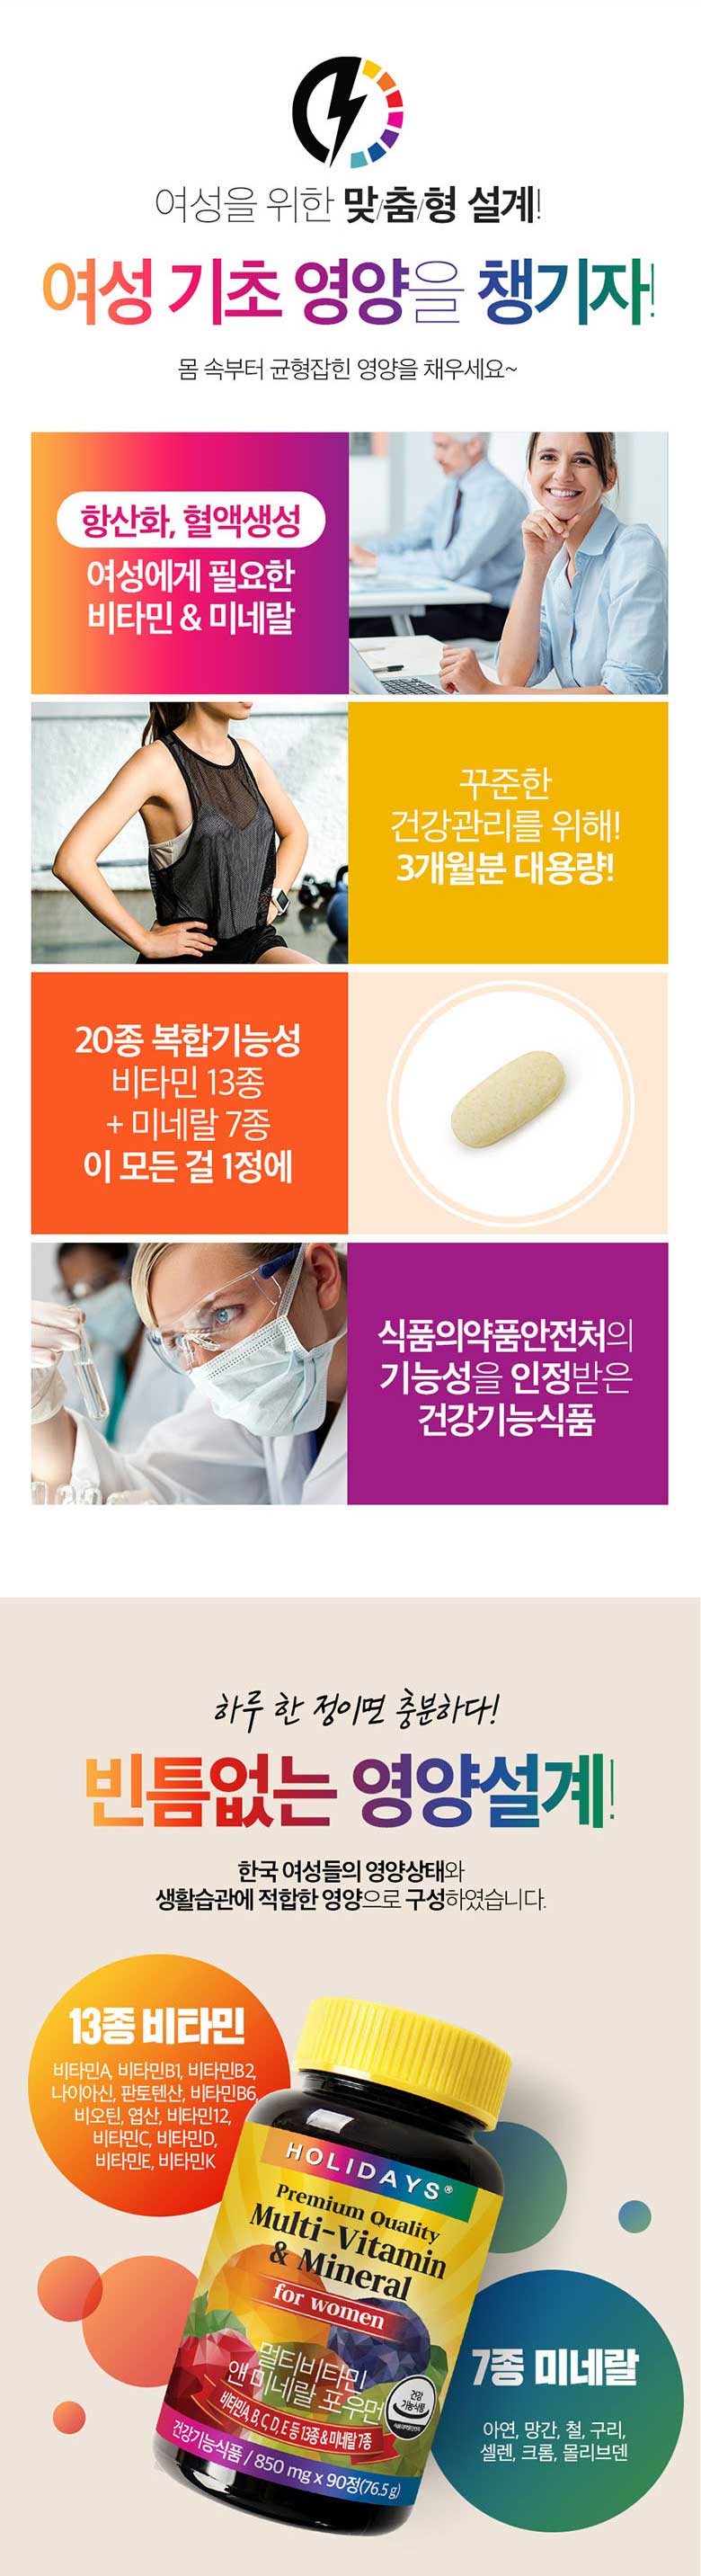 여성을 위한 맞/춤/형 설계!
여성 기초 영양을 챙기자!
몸 속부터 균형잡힌 영양을 채우세요~
항산화, 혈액생성
여성에게 필요한
비타민 & 미네랄
꾸준한
건강관리를 위해!
3개월분 대용량!
20종 복합기능성
비타민 13종
+ 미네랄 7종
이 모든 걸 1정에
식품의약품안전처의
기능성을 인정받은
건강기능식품
하루 한 정이면 충분하다!
빈틈없는 영양설계!
한국 여성들의 영양상태와
생활습관에 적합한 영양으로 구성하였습니다.
13종 비타민
비타민A, 비타민B1, 비타민B2,
나이아신, 판토텐산, 비타민B6,
비오틴, 엽산, 비타민12,
비타민C, 비타민D,
비타민E, 비타민K
HOLIDAYS®
Premium Quality
Multi-Vitamin
& Mineral
for women
멀티비타민
앤 미네랄 포우먼
비타민A, B, C, D, E 등 13종 & 미네랄 7종
건강
기능식품
건강기능식품 / 850 mg x 90정(76.5 g)
7종 미네랄
아연, 망간, 철, 구리,
셀렌, 크롬, 몰리브덴